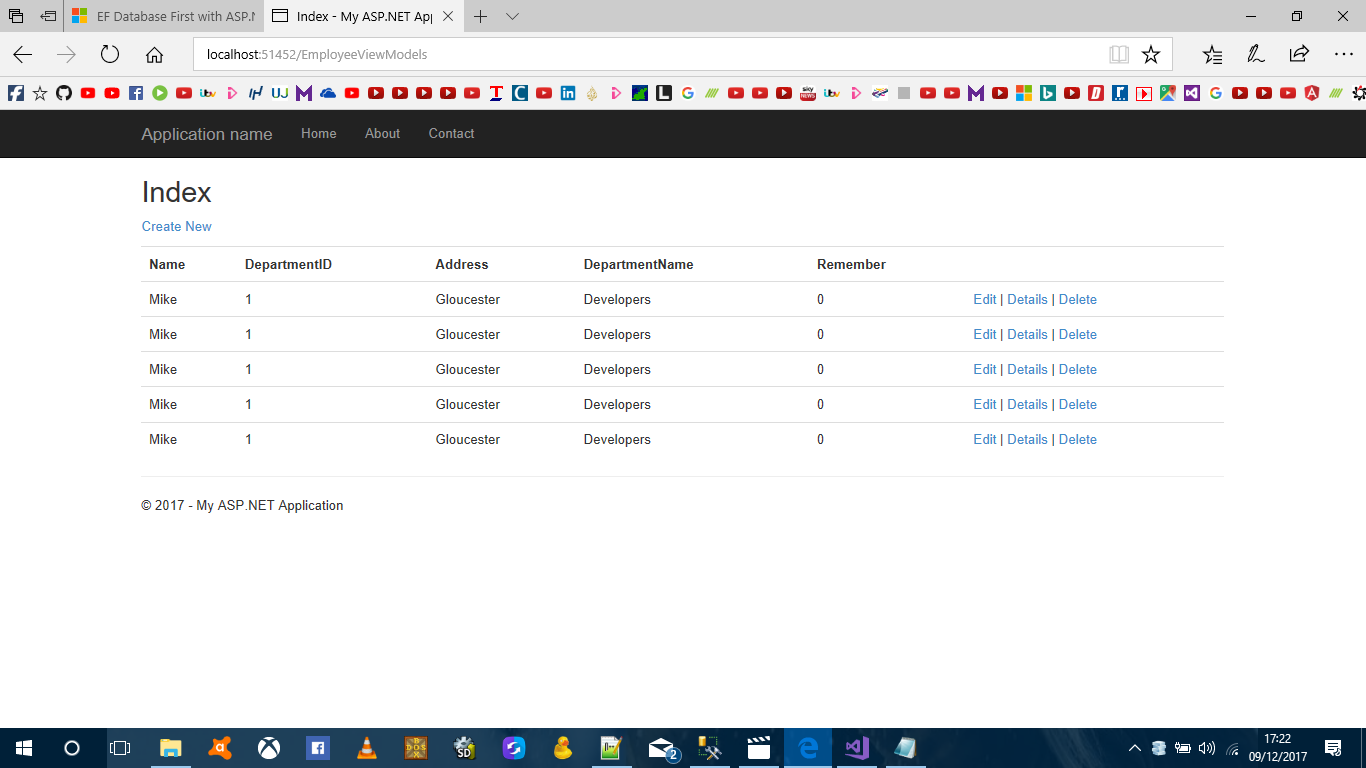 EF Database First with ASP.N
Index - My ASP.NET Ap
localhost:51452/EmployeeViewModels
Application name Home About Contact
Index
Create New
Name DepartmentID Address DepartmentName Remember
Mike 1 Gloucester Developers 0 Edit | Details | Delete
Mike 1 Gloucester Developers 0 Edit | Details | Delete
Mike 1 Gloucester Developers 0 Edit | Details | Delete
Mike 1 Gloucester Developers 0 Edit | Details | Delete
Mike 1 Gloucester Developers 0 Edit | Details | Delete
© 2017 - My ASP.NET Application
17:22
09/12/2017